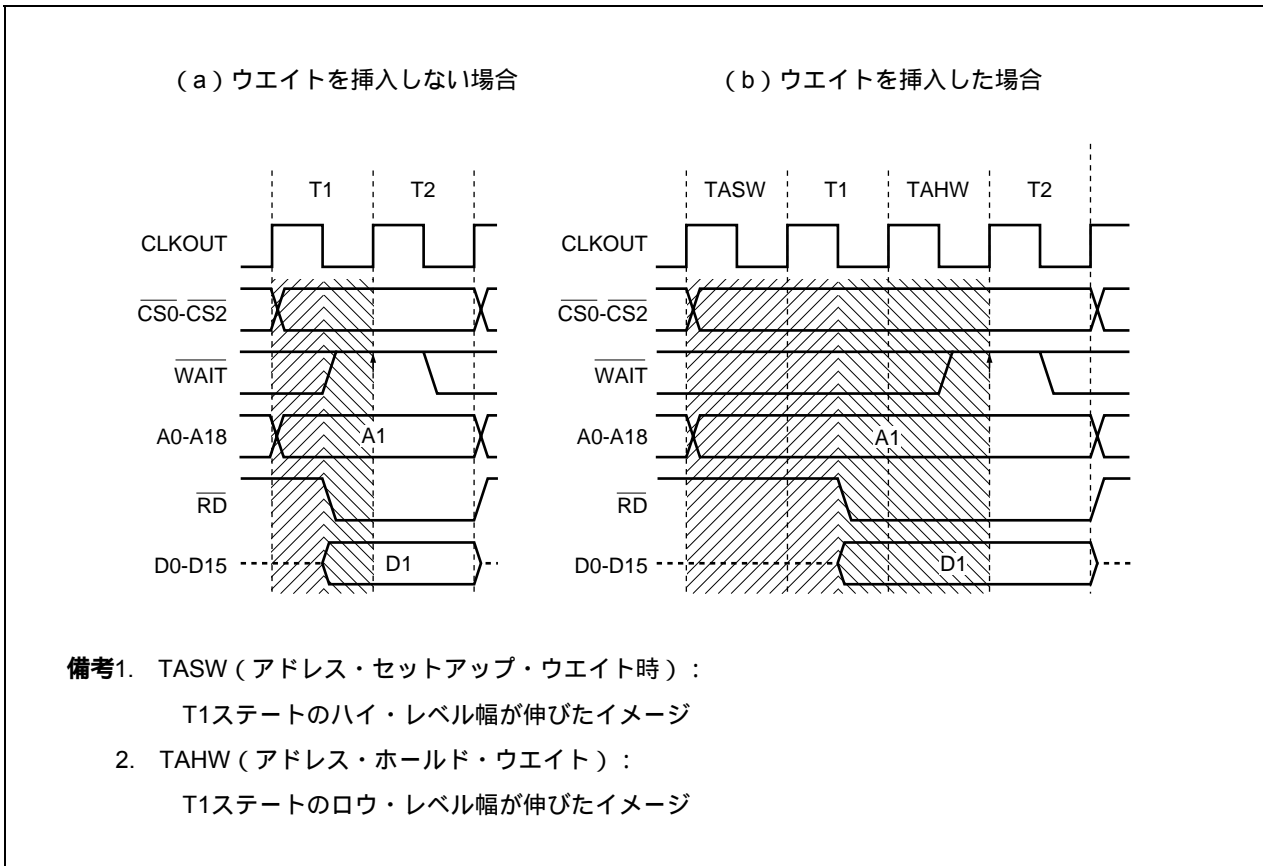 （a）ウエイトを挿入しない場合
（b）ウエイトを挿入した場合
T1 T2
TASW T1 TAHW T2
CLKOUT
CLKOUT
CS0-CS2
CS0-CS2
WAIT
WAIT
A0-A18 A1
A0-A18 A1
RD
RD
D0-D15 D1
D0-D15 D1
備考1. TASW（アドレス・セットアップ・ウエイト時）：
T1ステートのハイ・レベル幅が伸びたイメージ
2. TAHW（アドレス・ホールド・ウエイト）：
T1ステートのロウ・レベル幅が伸びたイメージ